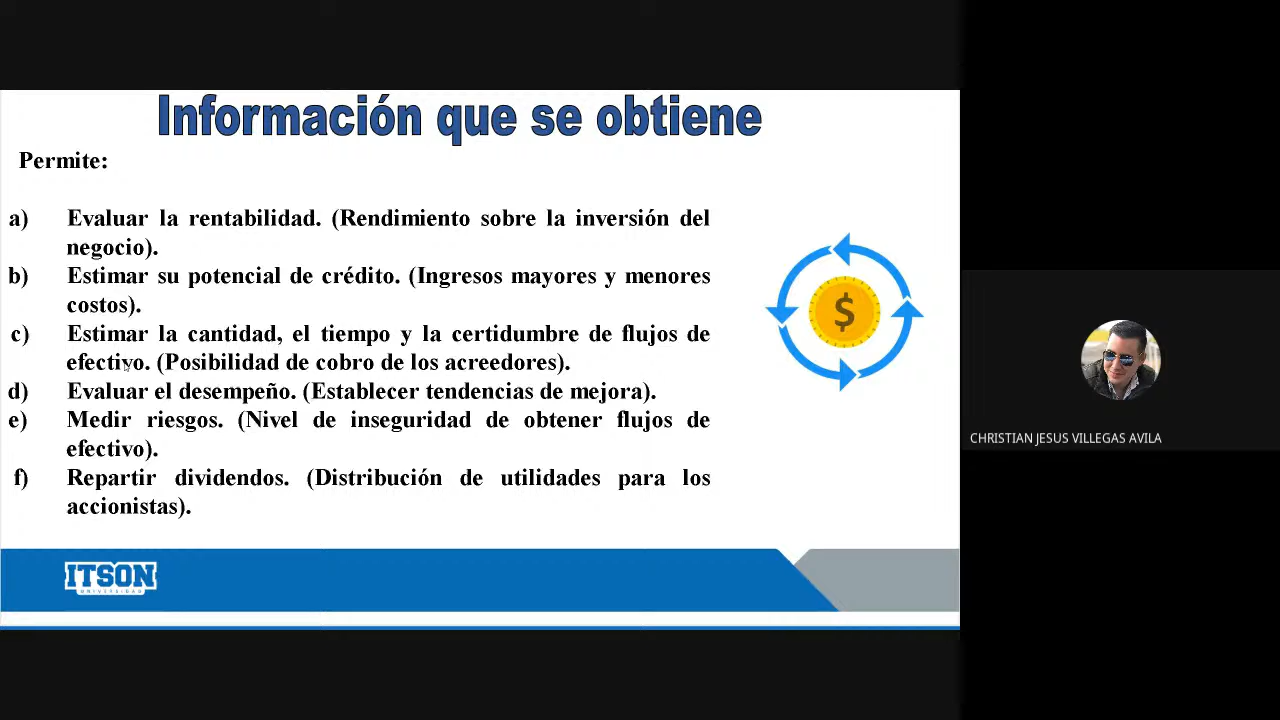 Información que se obtiene
Permite:
a) Evaluar la rentabilidad. (Rendimiento sobre la inversión del
negocio).
b) Estimar su potencial de crédito. (Ingresos mayores y menores
costos).
c) Estimar la cantidad, el tiempo y la certidumbre de flujos de
efectivo. (Posibilidad de cobro de los acreedores).
d) Evaluar el desempeño. (Establecer tendencias de mejora).
e) Medir riesgos. (Nivel de inseguridad de obtener flujos de
efectivo).
f) Repartir dividendos. (Distribución de utilidades para los
accionistas).
$
CHRISTIAN JESUS VILLEGAS AVILA
ITSON
UNIVERSIDAD